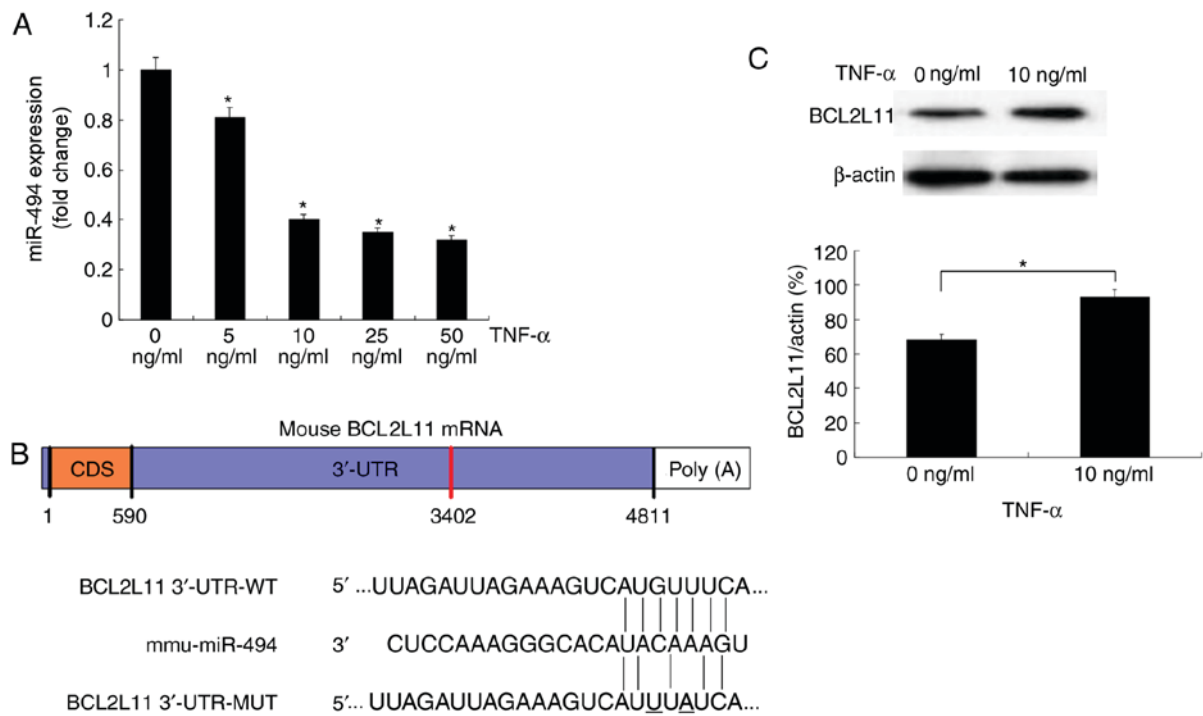 A
1.2
1
0.8
0.6
0.4
0.2
0
miR-494 expression
(fold change)
*
*
*
*
0 5 10 25 50 TNF-α
ng/ml ng/ml ng/ml ng/ml ng/ml
B
Mouse BCL2L11 mRNA
CDS 3′-UTR Poly (A)
1 590 3402 4811
BCL2L11 3′-UTR-WT 5′ ...UUAGAUUAGAAAGUCAUGUUUCA...
mmu-miR-494 3′ CUCCAAAGGGCACAUACAAAGU
BCL2L11 3′-UTR-MUT 5′... UUAGAUUAGAAAGUCAUUUAUCA...
C
TNF-α 0 ng/ml 10 ng/ml
BCL2L11
β-actin
120
100
80
60
40
20
0
BCL2L11/actin (%)
*
0 ng/ml 10 ng/ml
TNF-α